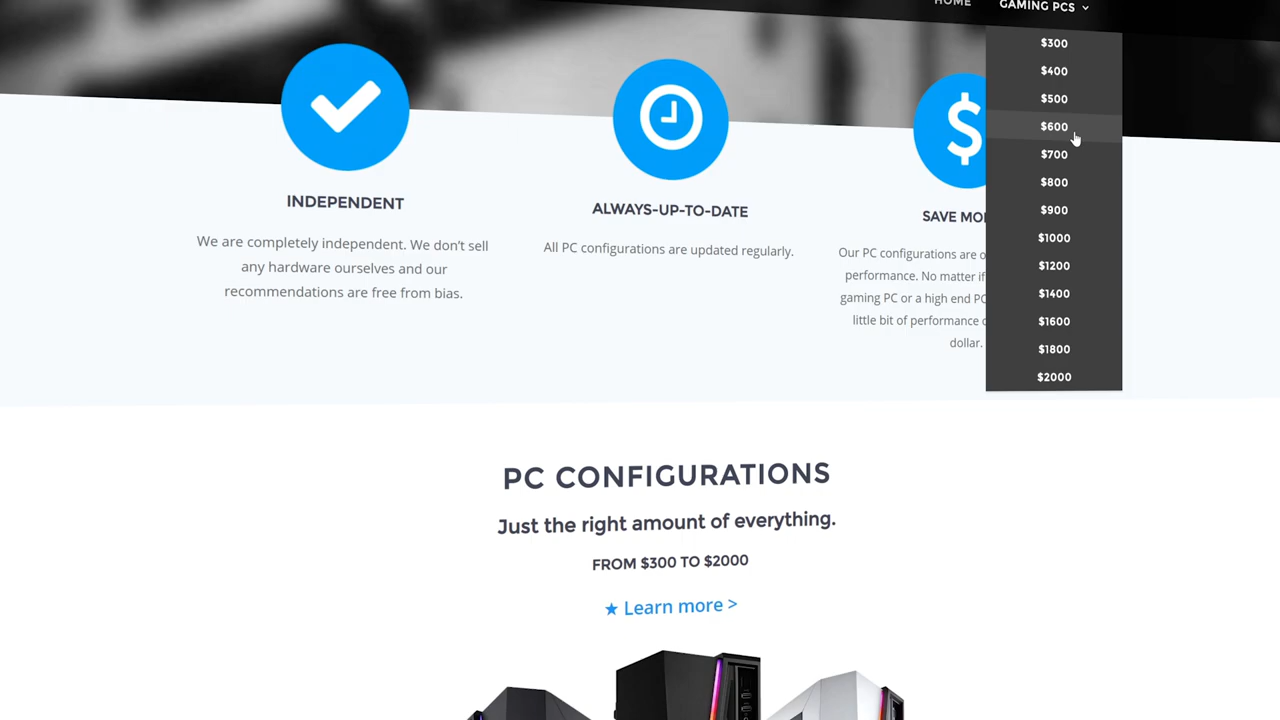 HOME
GAMING PCS
$300
$400
$500
$600
$700
$800
$900
$1000
$1200
$1400
$1600
$1800
$2000
INDEPENDENT
We are completely independent. We don't sell
any hardware ourselves and our
recommendations are free from bias.
ALWAYS-UP-TO-DATE
All PC configurations are updated regularly.
SAVE
Our PC configurations are
performance. No matter if
gaming PC or a high end PC
little bit of performance
dollar.
PC CONFIGURATIONS
Just the right amount of everything.
FROM $300 TO $2000
★ Learn more >